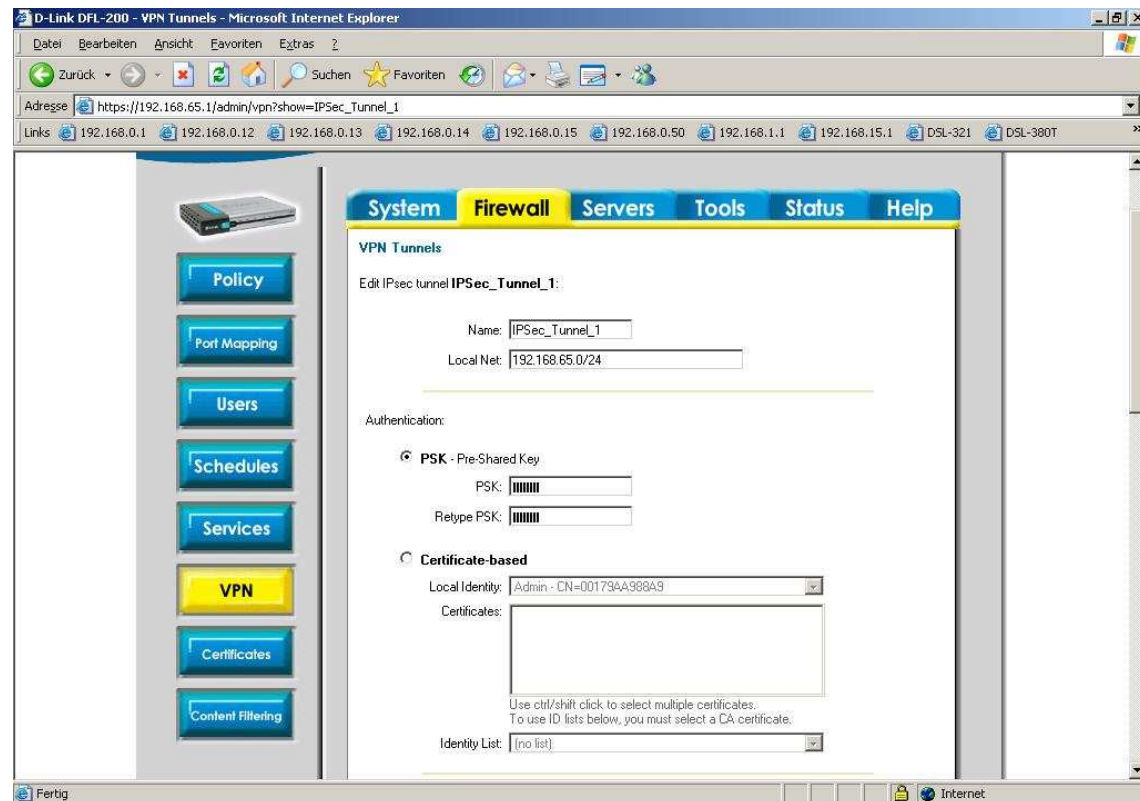 D-Link DFL-200 - VPN Tunnels - Microsoft Internet Explorer
Datei Bearbeiten Ansicht Favoriten Extras ?
Zurück Suchen Favoriten
Adresse https://192.168.65.1/admin/vpn?show=IPSec_Tunnel_1
Links 192.168.0.1 192.168.0.12 192.168.0.13 192.168.0.14 192.168.0.15 192.168.0.50 192.168.1.1 192.168.15.1 DSL-321 DSL-380T »
System Firewall Servers Tools Status Help
Policy
Port Mapping
Users
Schedules
Services
VPN
Certificates
Content Filtering
VPN Tunnels
Edit IPsec tunnel IPSec_Tunnel_1:
Name: IPSec_Tunnel_1
Local Net: 192.168.65.0/24
Authentication:
PSK - Pre-Shared Key
PSK:
Retype PSK:
Certificate-based
Local Identity: Admin - CN=00179AA988A9
Certificates:
Use ctrl/shift click to select multiple certificates.
To use ID lists below, you must select a CA certificate.
Identity List: (no list)
Fertig Internet